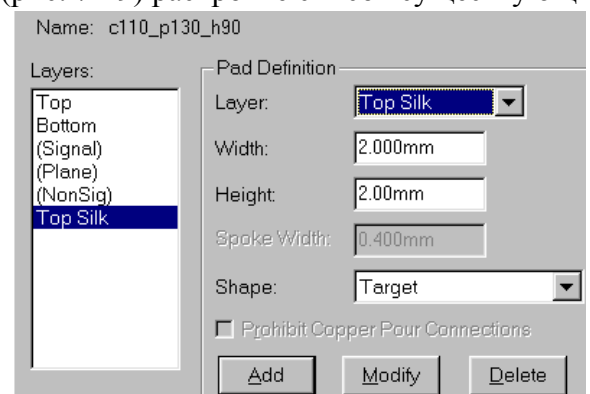 Name: c110_p130_h90
Layers:
Top
Bottom
(Signal)
(Plane)
(NonSig)
Top Silk
Pad Definition
Layer: Top Silk
Width: 2.000mm
Height: 2.00mm
Spoke Width: 0.400mm
Shape: Target
Prohibit Copper Pour Connections
Add Modify Delete